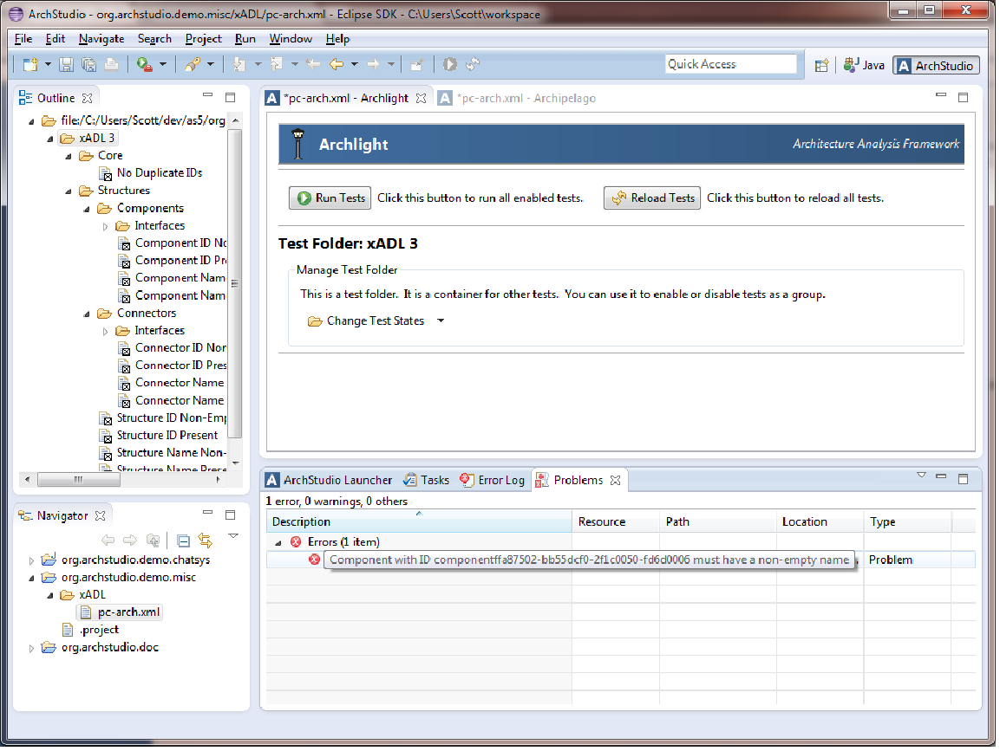 ArchStudio - org.archstudio.demo.misc/xADL/pc-arch.xml - Eclipse SDK - C:\Users\Scott\workspace
File Edit Navigate Search Project Run Window Help
Quick Access
Java
ArchStudio
Outline
file:/C:/Users/Scott/dev/as5/org
xADL 3
Core
No Duplicate IDs
Structures
Components
Interfaces
Component ID No
Component ID Pr
Component Nam
Component Nam
Connectors
Interfaces
Connector ID Non
Connector ID Pres
Connector Name
Connector Name
Structure ID Non-Emp
Structure ID Present
Structure Name Non-
Structure Name Prese
Navigator
org.archstudio.demo.chatsys
org.archstudio.demo.misc
xADL
pc-arch.xml
.project
org.archstudio.doc
*pc-arch.xml - Archlight
*pc-arch.xml - Archipelago
Archlight
Architecture Analysis Framework
Run Tests Click this button to run all enabled tests.
Reload Tests Click this button to reload all tests.
Test Folder: xADL 3
Manage Test Folder
This is a test folder. It is a container for other tests. You can use it to enable or disable tests as a group.
Change Test States
ArchStudio Launcher
Tasks
Error Log
Problems
1 error, 0 warnings, 0 others
Description Resource Path Location Type
Errors (1 item)
Component with ID componentffa87502-bb55dcf0-2f1c0050-fd6d0006 must have a non-empty name
Problem